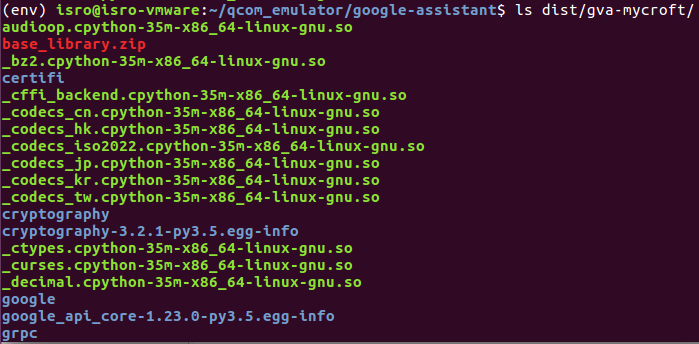 (env) isro@isro-vmware:~/qcom_emulator/google-assistant$ ls dist/gva-mycroft/
audioop.cpython-35m-x86_64-linux-gnu.so
base_library.zip
_bz2.cpython-35m-x86_64-linux-gnu.so
certifi
_cffi_backend.cpython-35m-x86_64-linux-gnu.so
_codecs_cn.cpython-35m-x86_64-linux-gnu.so
_codecs_hk.cpython-35m-x86_64-linux-gnu.so
_codecs_iso2022.cpython-35m-x86_64-linux-gnu.so
_codecs_jp.cpython-35m-x86_64-linux-gnu.so
_codecs_kr.cpython-35m-x86_64-linux-gnu.so
_codecs_tw.cpython-35m-x86_64-linux-gnu.so
cryptography
cryptography-3.2.1-py3.5.egg-info
_ctypes.cpython-35m-x86_64-linux-gnu.so
_curses.cpython-35m-x86_64-linux-gnu.so
_decimal.cpython-35m-x86_64-linux-gnu.so
google
google_api_core-1.23.0-py3.5.egg-info
grpc